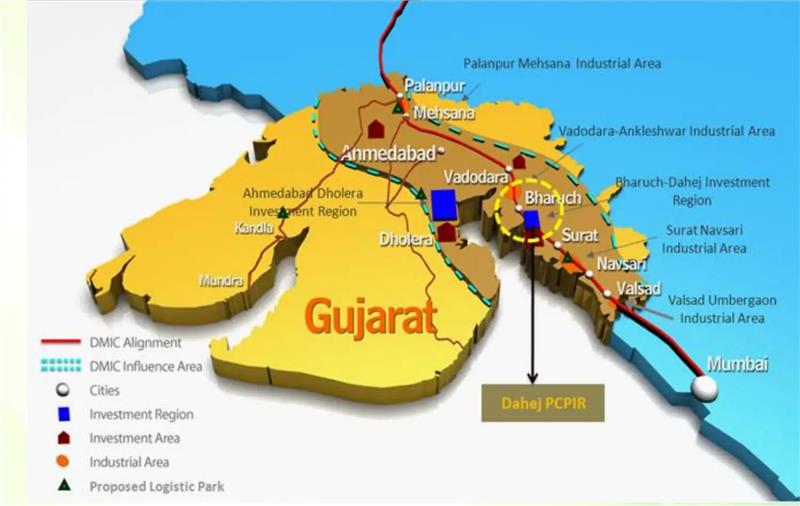 Palanpur Mehsana Industrial Area
Palanpur
Mehsana
Vadodara-Ankleshwar Industrial Area
Ahmedabad
Vadodara
Bharuch-Dahej Investment
Region
Ahmedabad Dholera
Investment Region
Bharuch
Kandla
Dholera
Surat
Surat Navsari
Industrial Area
Navsari
Mundra
Valsad
Valsad Umbergaon
Industrial Area
Gujarat
Mumbai
DMIC Alignment
DMIC Influence Area
Cities
Investment Region
Investment Area
Industrial Area
Proposed Logistic Park
Dahej PCPIR